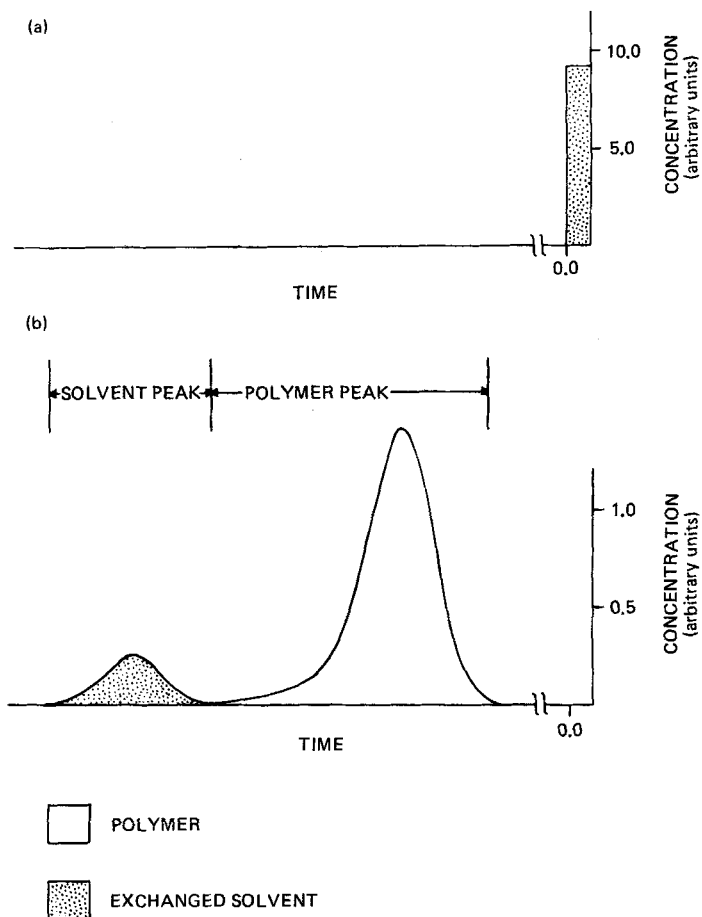 (a)
10.0
5.0
CONCENTRATION
(arbitrary units)
0.0
TIME
(b)
SOLVENT PEAK
POLYMER PEAK
1.0
0.5
CONCENTRATION
(arbitrary units)
0.0
TIME
POLYMER
EXCHANGED SOLVENT